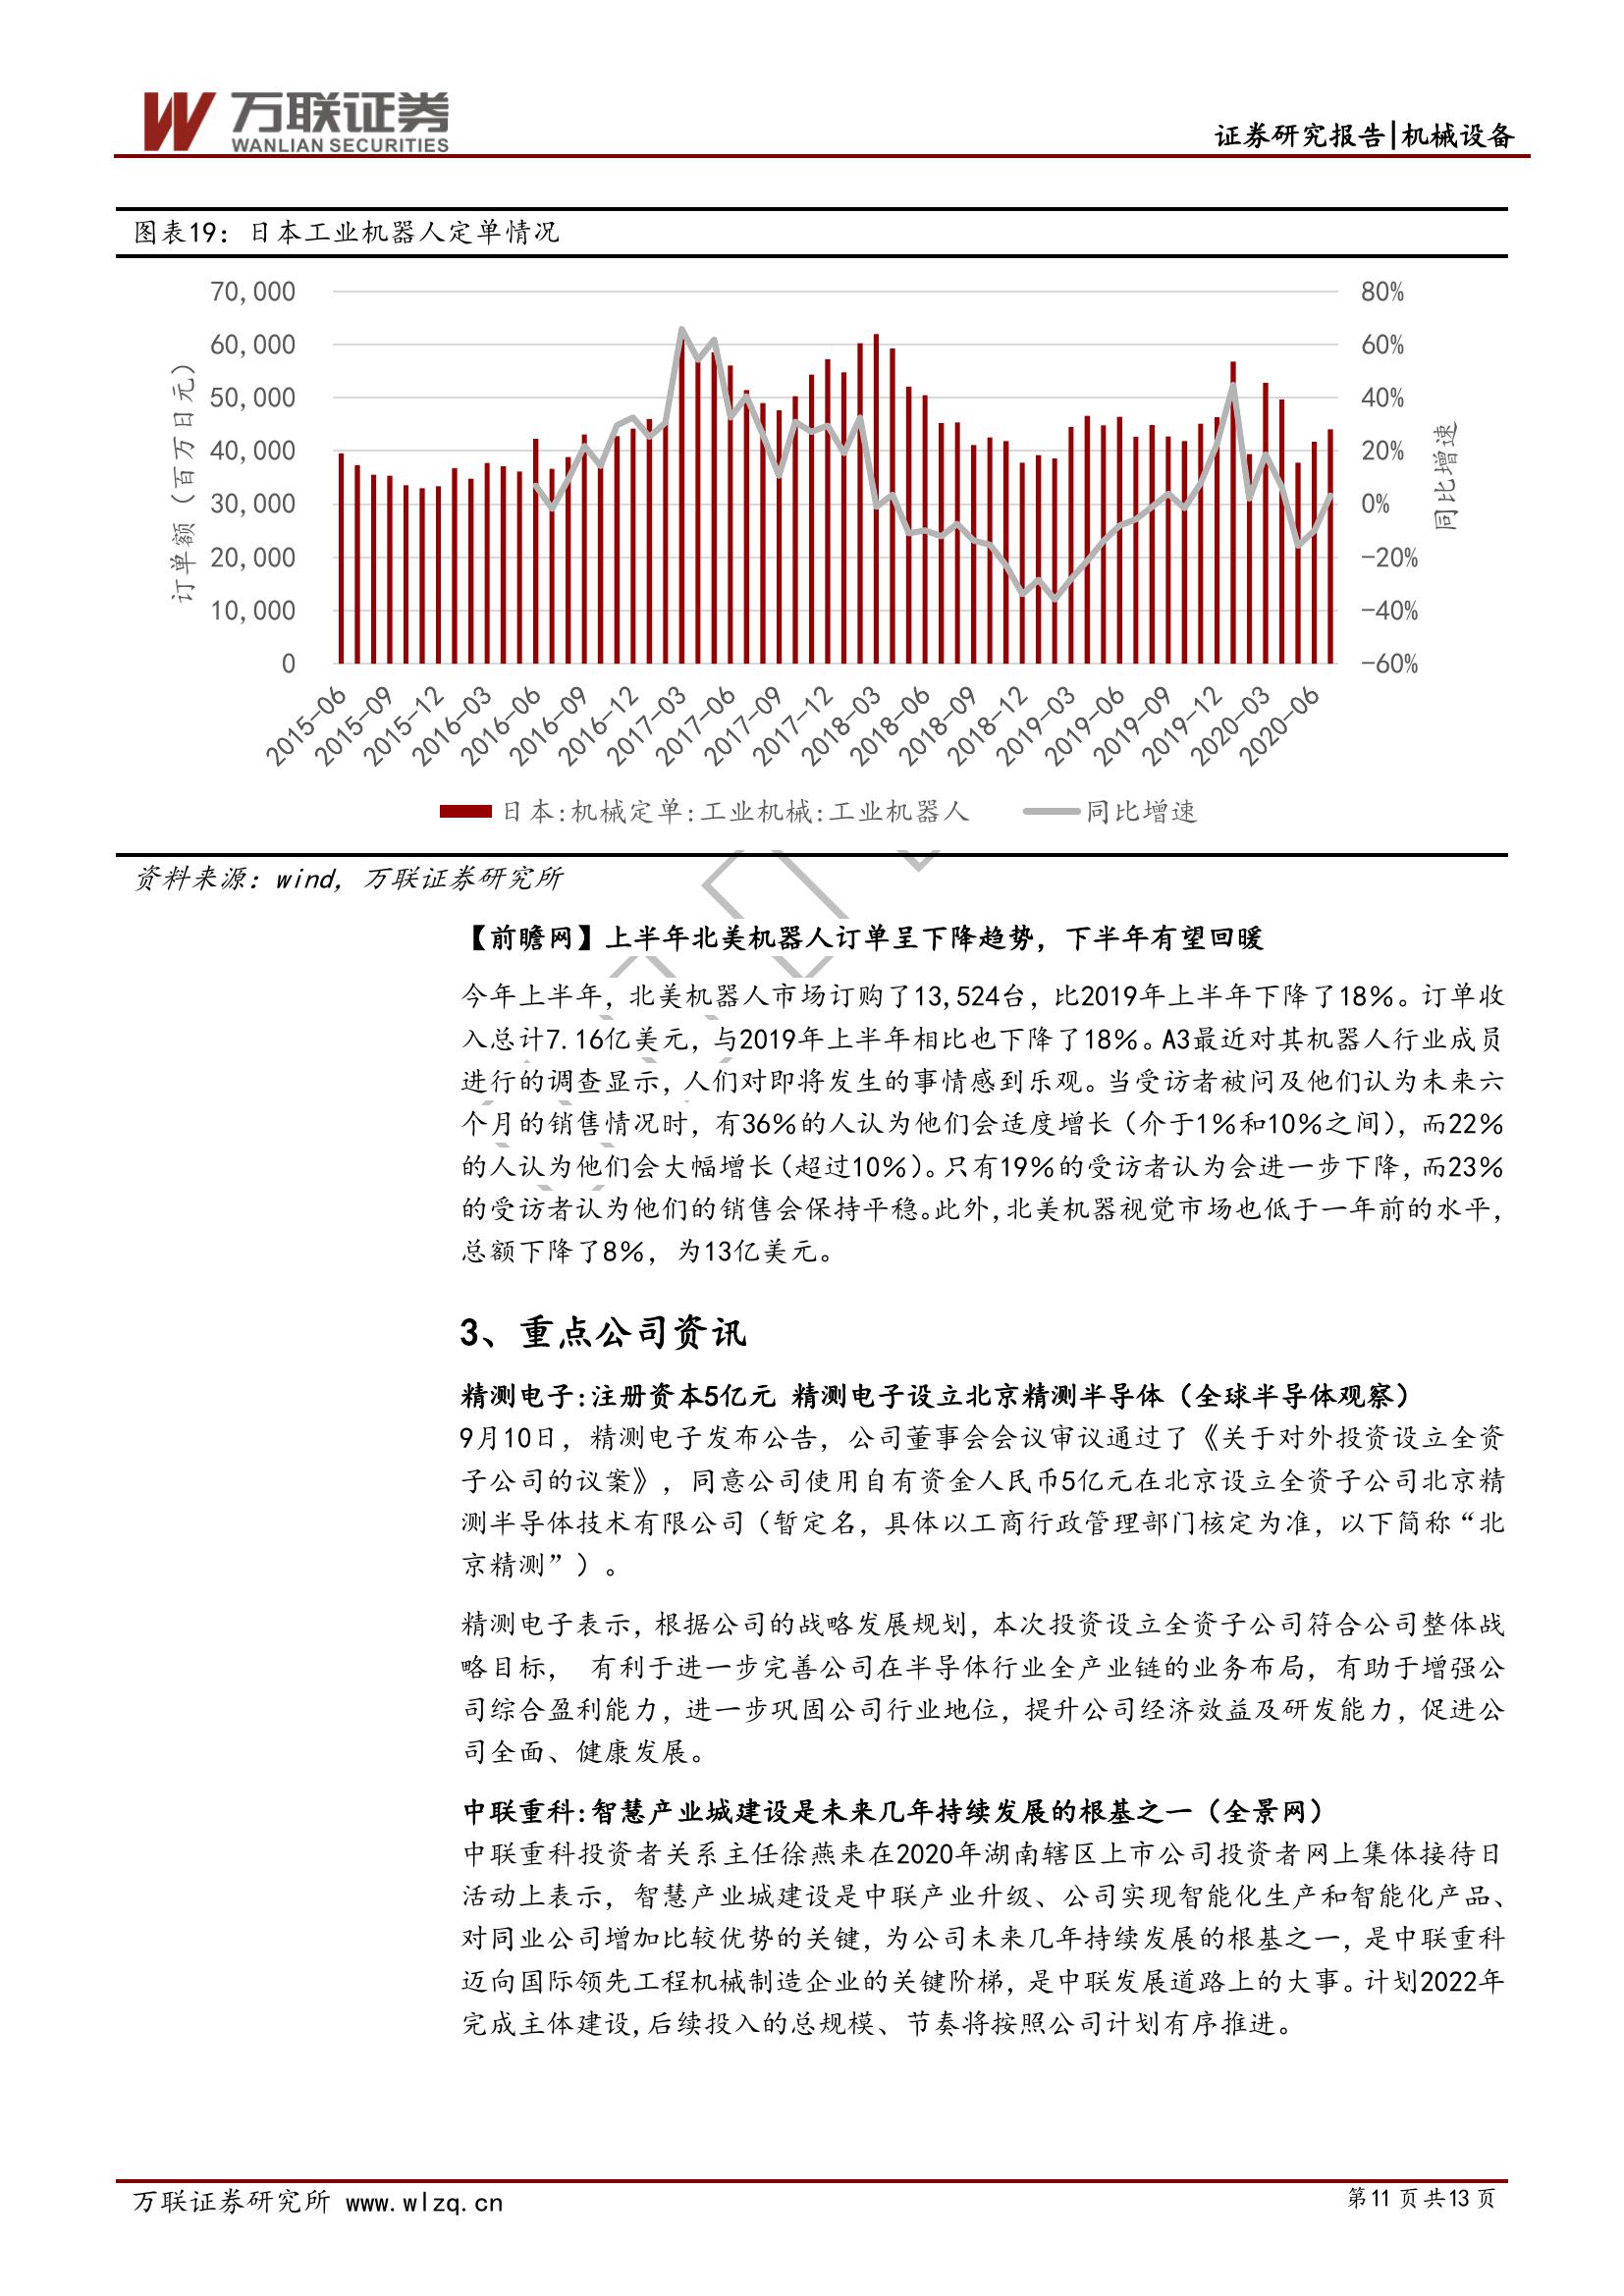 万联证券
WANLIAN SECURITIES
证券研究报告|机械设备
图表19：日本工业机器人定单情况
70,000
60,000
50,000
40,000
30,000
20,000
10,000
0
订单额（百万日元）
80%
60%
40%
20%
0%
-20%
-40%
-60%
同比增速
2015-06
2015-09
2015-12
2016-03
2016-06
2016-09
2016-12
2017-03
2017-06
2017-09
2017-12
2018-03
2018-06
2018-09
2018-12
2019-03
2019-06
2019-09
2019-12
2020-03
2020-06
日本:机械定单:工业机械:工业机器人
同比增速
资料来源：wind，万联证券研究所
【前瞻网】上半年北美机器人订单呈下降趋势，下半年有望回暖
今年上半年，北美机器人市场订购了13,524台，比2019年上半年下降了18%。订单收
入总计7.16亿美元，与2019年上半年相比也下降了18%。A3最近对其机器人行业成员
进行的调查显示，人们对即将发生的事情感到乐观。当受访者被问及他们认为未来六
个月的销售情况时，有36%的人认为他们会适度增长（介于1%和10%之间），而22%
的人认为他们会大幅增长（超过10%）。只有19%的受访者认为会进一步下降，而23%
的受访者认为他们的销售会保持平稳。此外，北美机器视觉市场也低于一年前的水平，
总额下降了8%，为13亿美元。
3、重点公司资讯
精测电子:注册资本5亿元 精测电子设立北京精测半导体（全球半导体观察）
9月10日，精测电子发布公告，公司董事会会议审议通过了《关于对外投资设立全资
子公司的议案》，同意公司使用自有资金人民币5亿元在北京设立全资子公司北京精
测半导体技术有限公司（暂定名，具体以工商行政管理部门核定为准，以下简称“北
京精测”）。
精测电子表示，根据公司的战略发展规划，本次投资设立全资子公司符合公司整体战
略目标， 有利于进一步完善公司在半导体行业全产业链的业务布局，有助于增强公
司综合盈利能力，进一步巩固公司行业地位，提升公司经济效益及研发能力，促进公
司全面、健康发展。
中联重科:智慧产业城建设是未来几年持续发展的根基之一（全景网）
中联重科投资者关系主任徐燕来在2020年湖南辖区上市公司投资者网上集体接待日
活动上表示，智慧产业城建设是中联产业升级、公司实现智能化生产和智能化产品、
对同业公司增加比较优势的关键，为公司未来几年持续发展的根基之一，是中联重科
迈向国际领先工程机械制造企业的关键阶梯，是中联发展道路上的大事。计划2022年
完成主体建设,后续投入的总规模、节奏将按照公司计划有序推进。
万联证券研究所 www.wlzq.cn
第11 页共13 页